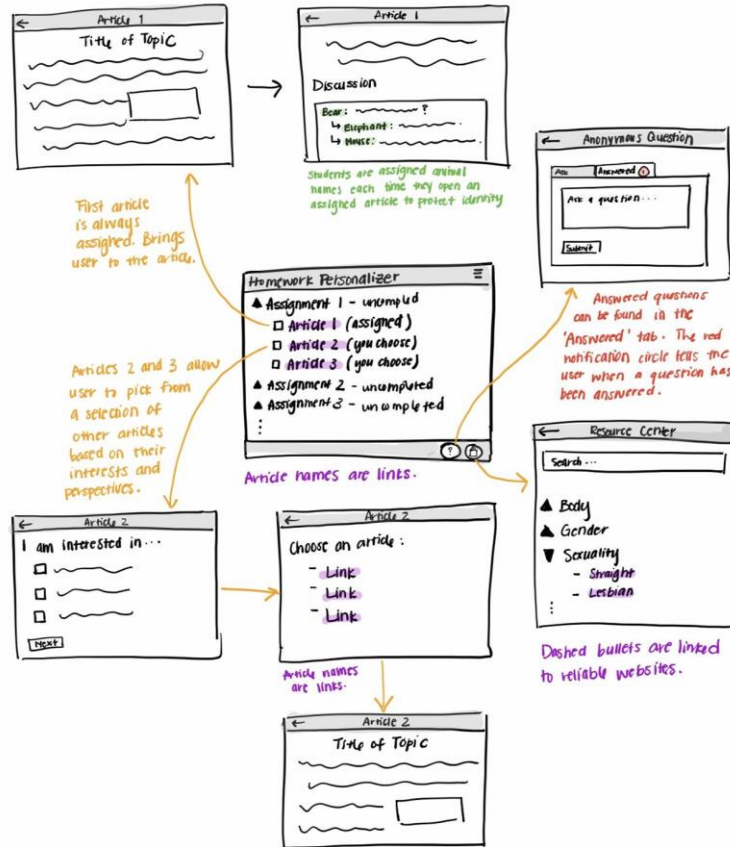 ← Article 1
Title of Topic
← Article 1
Discussion
Bear: ?
↳ Elephant:
↳ Mouse:
Students are assigned animal
names each time they open an
assigned article to protect identity
← Anonymous Question
Ask Answered
Ask a question...
Submit
Answered questions
can be found in the
'Answered' tab. The red
notification circle tells the
user when a question has
been answered.
First article
is always
assigned. Brings
user to the article.
Homework Personalizer
▲ Assignment 1 - uncompled
□ Article 1 (assigned)
□ Article 2 (you choose)
□ Article 3 (you choose)
▲ Assignment 2 - uncompleted
▲ Assignment 3 - uncompleted
⋮
?
Article names are links.
Articles 2 and 3 allow
user to pick from
a selection of
other articles
based on their
interests and
perspectives.
← Resource Center
Search...
▲ Body
▲ Gender
▼ Sexuality
- Straight
- Lesbian
⋮
Dashed bullets are linked
to reliable websites.
← Article 2
I am interested in...
□
□
□
Next
← Article 2
Choose an article:
- Link
- Link
- Link
Article names
are links.
← Article 2
Title of Topic